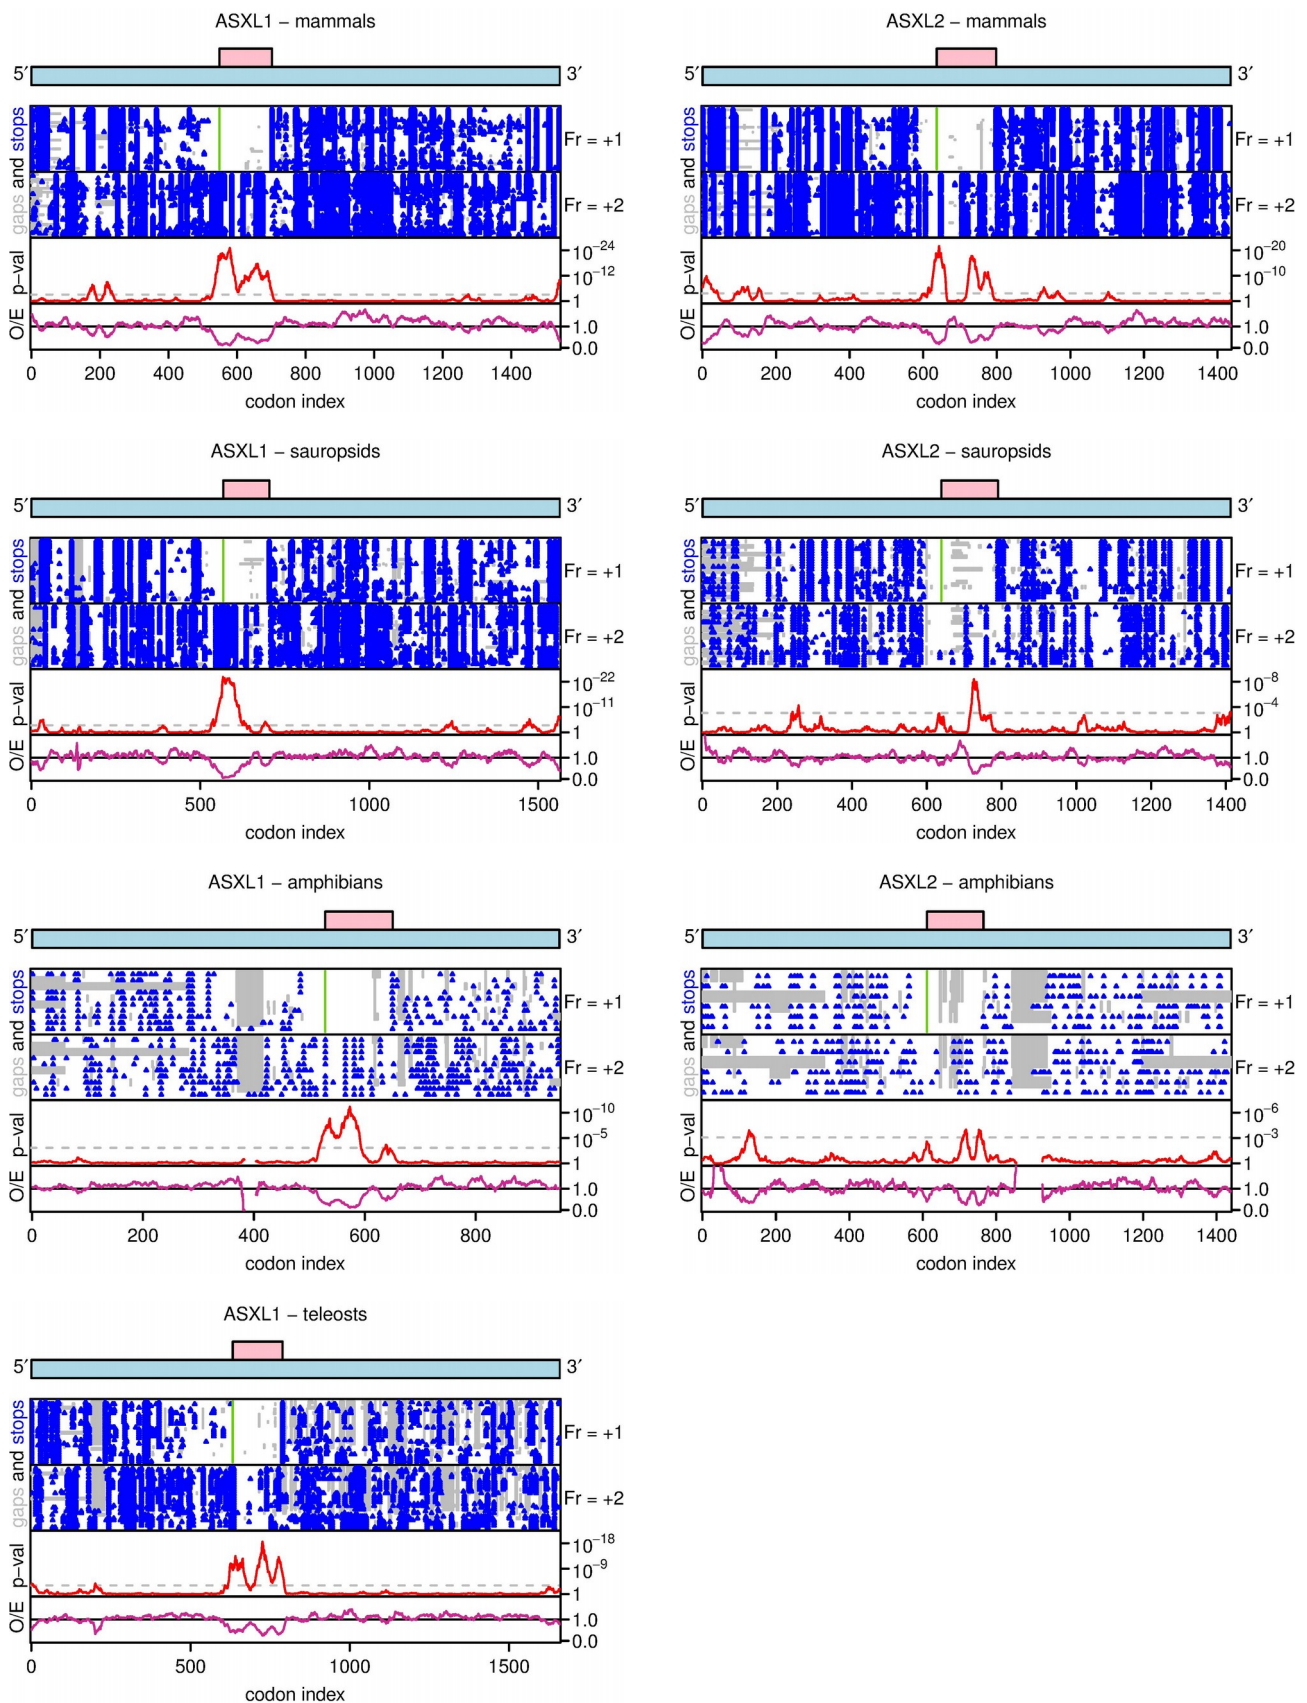 ASXL1 – mammals
5′ 3′
gaps and stops
Fr = +1
Fr = +2
p–val
10−24
10−12
1
O/E
1.0
0.0
0 200 400 600 800 1000 1200 1400
codon index
ASXL2 – mammals
5′ 3′
gaps and stops
Fr = +1
Fr = +2
p–val
10−20
10−10
1
O/E
1.0
0.0
0 200 400 600 800 1000 1200 1400
codon index
ASXL1 – sauropsids
5′ 3′
gaps and stops
Fr = +1
Fr = +2
p–val
10−22
10−11
1
O/E
1.0
0.0
0 500 1000 1500
codon index
ASXL2 – sauropsids
5′ 3′
gaps and stops
Fr = +1
Fr = +2
p–val
10−8
10−4
1
O/E
1.0
0.0
0 200 400 600 800 1000 1200 1400
codon index
ASXL1 – amphibians
5′ 3′
gaps and stops
Fr = +1
Fr = +2
p–val
10−10
10−5
1
O/E
1.0
0.0
0 200 400 600 800
codon index
ASXL2 – amphibians
5′ 3′
gaps and stops
Fr = +1
Fr = +2
p–val
10−6
10−3
1
O/E
1.0
0.0
0 200 400 600 800 1000 1200 1400
codon index
ASXL1 – teleosts
5′ 3′
gaps and stops
Fr = +1
Fr = +2
p–val
10−18
10−9
1
O/E
1.0
0.0
0 500 1000 1500
codon index